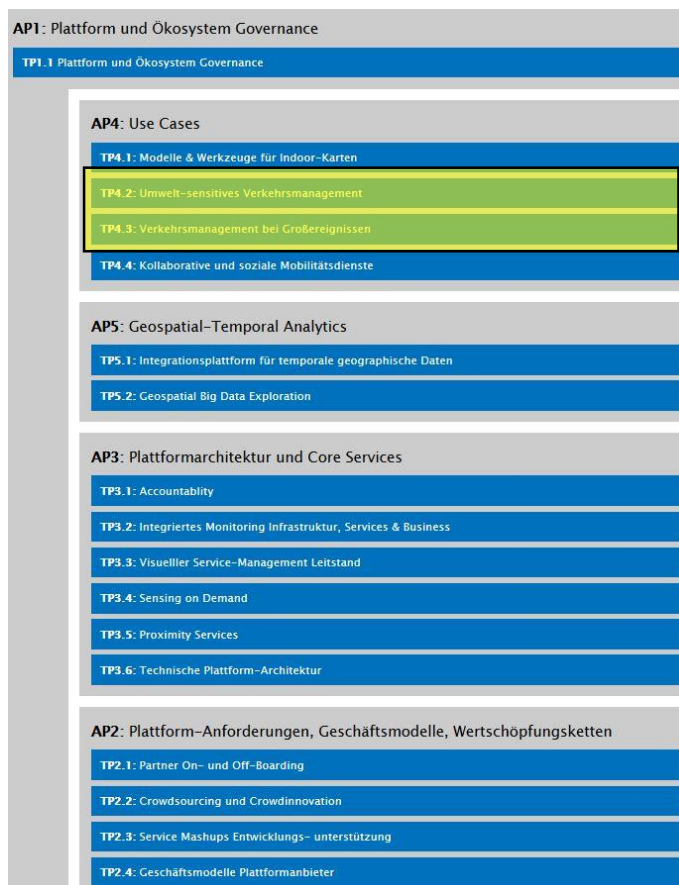 AP1: Plattform und Ökosystem Governance
TP1.1 Plattform und Ökosystem Governance
AP4: Use Cases
TP4.1: Modelle & Werkzeuge für Indoor-Karten
TP4.2: Umwelt-sensitives Verkehrsmanagement
TP4.3: Verkehrsmanagement bei Großereignissen
TP4.4: Kollaborative und soziale Mobilitätsdienste
AP5: Geospatial-Temporal Analytics
TP5.1: Integrationsplattform für temporale geographische Daten
TP5.2: Geospatial Big Data Exploration
AP3: Plattformarchitektur und Core Services
TP3.1: Accountablity
TP3.2: Integriertes Monitoring Infrastruktur, Services & Business
TP3.3: Visuelller Service-Management Leitstand
TP3.4: Sensing on Demand
TP3.5: Proximity Services
TP3.6: Technische Plattform-Architektur
AP2: Plattform-Anforderungen, Geschäftsmodelle, Wertschöpfungsketten
TP2.1: Partner On- und Off-Boarding
TP2.2: Crowdsourcing und Crowdinnovation
TP2.3: Service Mashups Entwicklungs- unterstützung
TP2.4: Geschäftsmodelle Plattformanbieter